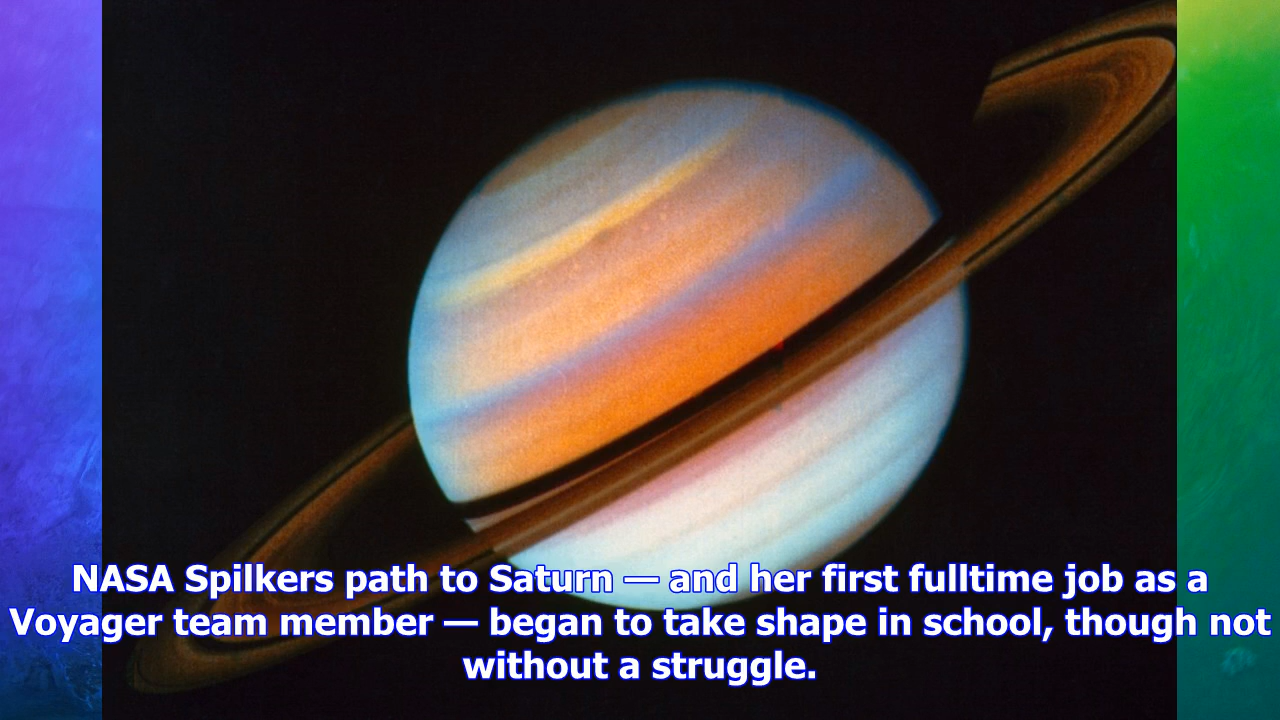 NASA Spilkers path to Saturn — and her first fulltime job as a
Voyager team member — began to take shape in school, though not
without a struggle.